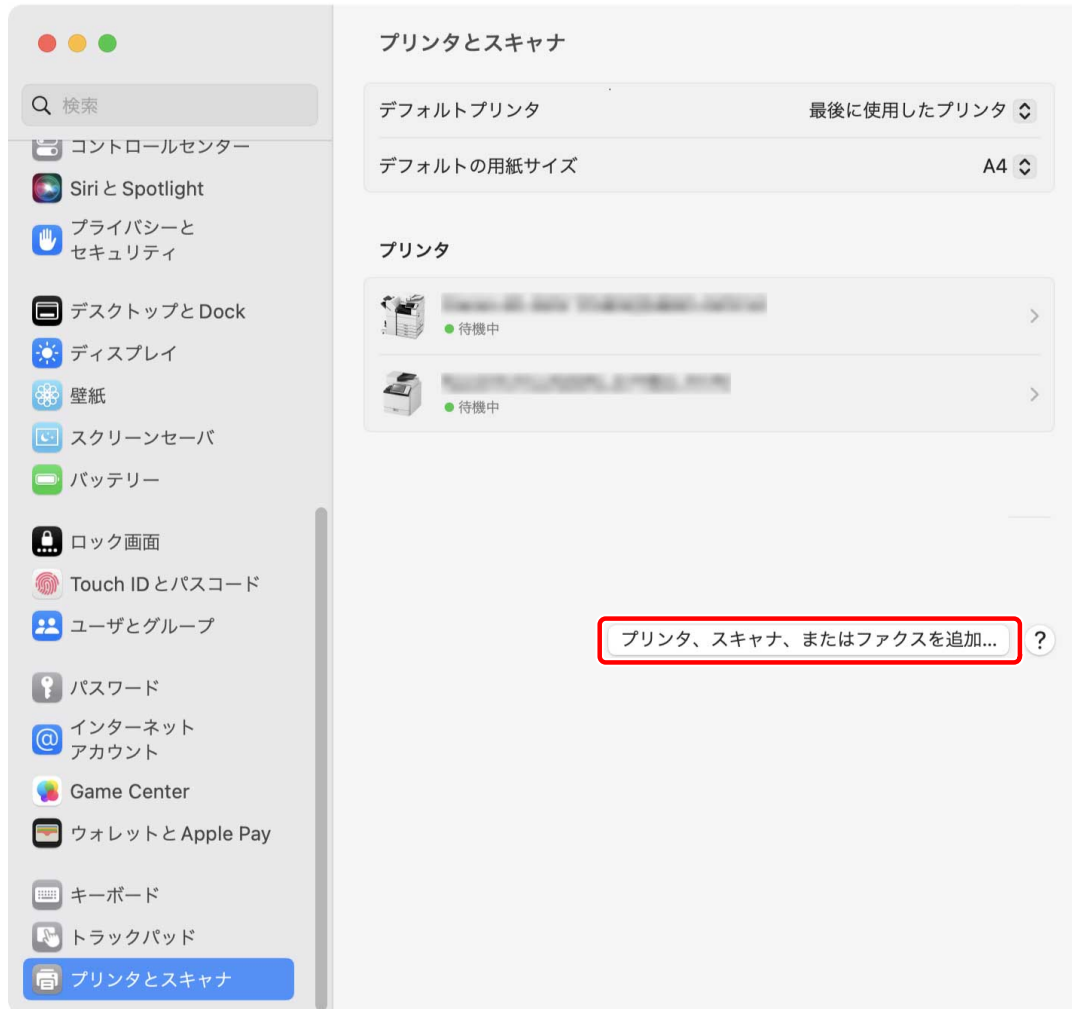 プリンタとスキャナ
検索
デフォルトプリンタ
最後に使用したプリンタ
デフォルトの用紙サイズ
A4
コントロールセンター
Siri と Spotlight
プライバシーと
セキュリティ
デスクトップと Dock
ディスプレイ
壁紙
スクリーンセーバ
バッテリー
ロック画面
Touch ID とパスコード
ユーザとグループ
パスワード
インターネット
アカウント
Game Center
ウォレットと Apple Pay
キーボード
トラックパッド
プリンタとスキャナ
プリンタ
待機中
待機中
プリンタ、スキャナ、またはファクスを追加...
?